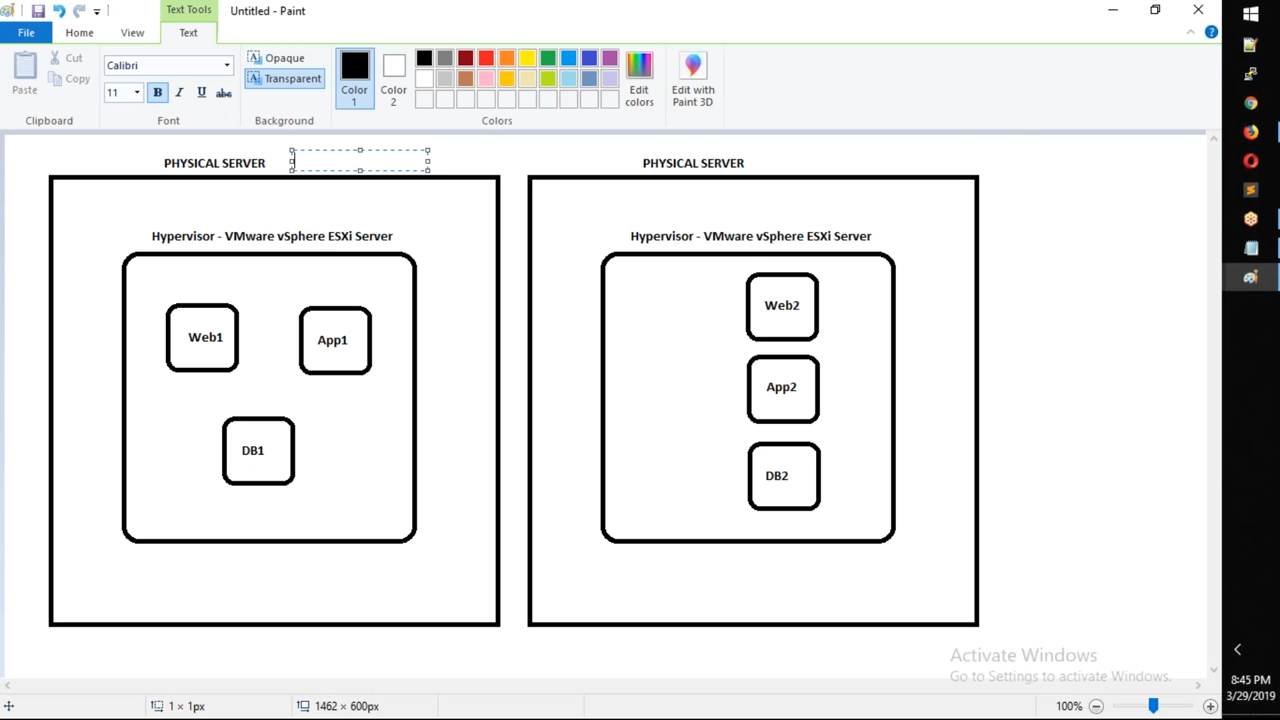 Text Tools
Untitled - Paint
File
Home
View
Text
Paste
Cut
Copy
Clipboard
Calibri
11
B
I
U
abc
Font
Opaque
Transparent
Background
Color 1
Color 2
Edit colors
Colors
Edit with Paint 3D
PHYSICAL SERVER
PHYSICAL SERVER
Hypervisor - VMware vSphere ESXi Server
Hypervisor - VMware vSphere ESXi Server
Web1
App1
DB1
Web2
App2
DB2
Activate Windows
Go to Settings to activate Windows.
1 × 1px
1462 × 600px
100%
8:45 PM
3/29/2019